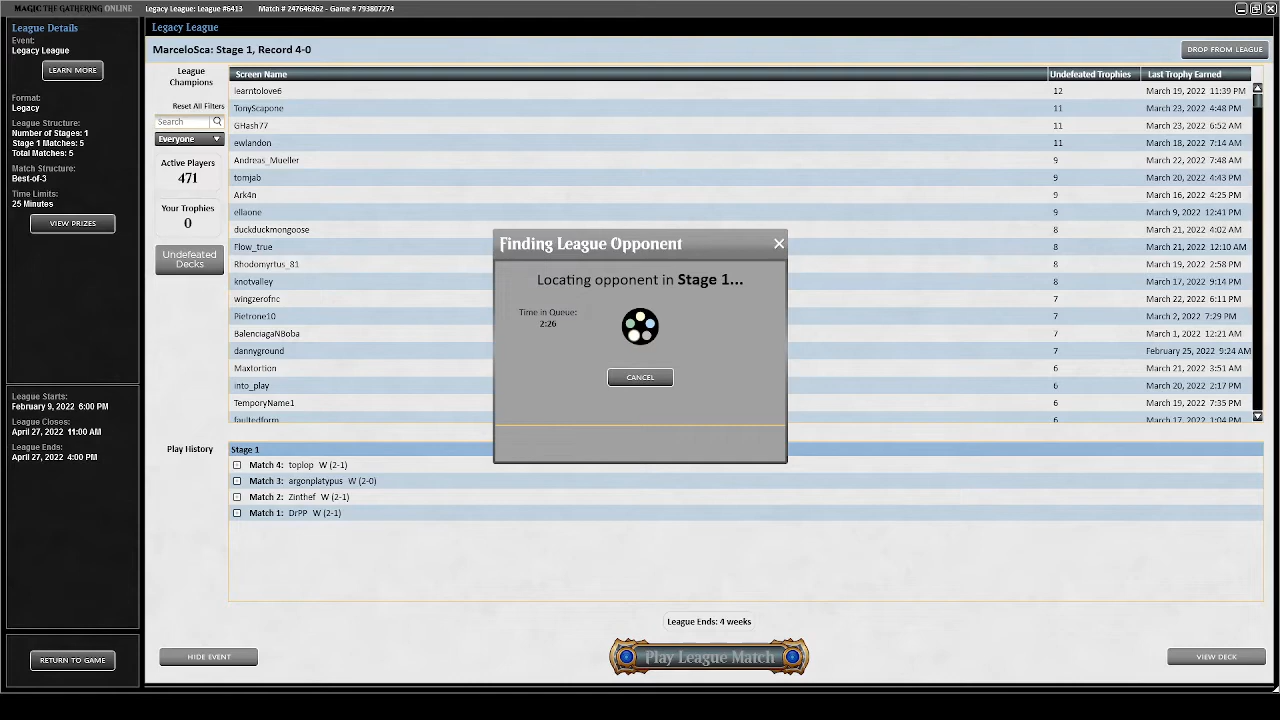 MAGIC THE GATHERING ONLINE
Legacy League: League #6413
Match # 247646262 - Game # 793807274
League Details
Event:
Legacy League
LEARN MORE
Format:
Legacy
League Structure:
Number of Stages: 1
Stage 1 Matches: 5
Total Matches: 5
Match Structure:
Best-of-3
Time Limits:
25 Minutes
VIEW PRIZES
League Starts:
February 9, 2022 6:00 PM
League Closes:
April 27, 2022 11:00 AM
League Ends:
April 27, 2022 4:00 PM
RETURN TO GAME
Legacy League
MarceloSca: Stage 1, Record 4-0
DROP FROM LEAGUE
League
Champions
Reset All Filters
Search
Everyone
Active Players
471
Your Trophies
0
Undefeated
Decks
Screen Name Undefeated Trophies Last Trophy Earned
learntolove6 12 March 19, 2022 11:39 PM
TonyScapone 11 March 23, 2022 4:48 PM
GHash77 11 March 23, 2022 6:52 AM
ewlandon 11 March 18, 2022 7:14 AM
Andreas_Mueller 9 March 22, 2022 7:48 AM
tomjab 9 March 20, 2022 4:43 PM
Ark4n 9 March 16, 2022 4:25 PM
ellaone 9 March 9, 2022 12:41 PM
duckduckmongoose 8 March 21, 2022 4:02 AM
Flow_true 8 March 21, 2022 12:10 AM
Rhodomyrtus_81 8 March 19, 2022 2:58 PM
knotvalley 8 March 17, 2022 9:14 PM
wingzerofnc 7 March 22, 2022 6:11 PM
Pietrone10 7 March 2, 2022 7:29 PM
BalenciagaNBoba 7 March 1, 2022 12:21 AM
dannyground 7 February 25, 2022 9:24 AM
Maxtortion 6 March 21, 2022 3:51 AM
into_play 6 March 20, 2022 2:17 PM
TemporyName1 6 March 19, 2022 7:35 PM
faultedform 6 March 17, 2022 1:04 PM
Finding League Opponent
Locating opponent in Stage 1...
Time in Queue:
2:26
CANCEL
Play History
Stage 1
Match 4: toplop W (2-1)
Match 3: argonplatypus W (2-0)
Match 2: Zinthef W (2-1)
Match 1: DrPP W (2-1)
League Ends: 4 weeks
HIDE EVENT
Play League Match
VIEW DECK